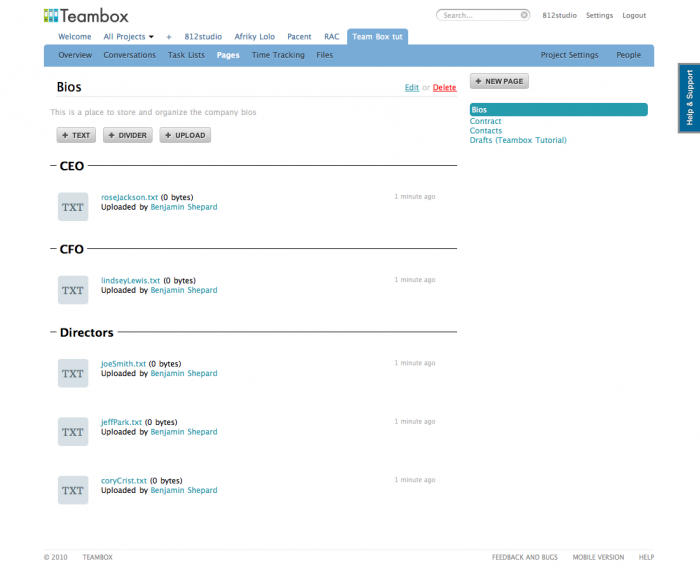 Teambox
Search...
812studio Settings Logout
Welcome All Projects + 812studio Afriky Lolo Pacent RAC Team Box tut
Overview Conversations Task Lists Pages Time Tracking Files Project Settings People
Help & Support
Bios
Edit or Delete
+ NEW PAGE
This is a place to store and organize the company bios
+ TEXT + DIVIDER + UPLOAD
Bios
Contract
Contacts
Drafts (Teambox Tutorial)
CEO
TXT
roseJackson.txt (0 bytes) 1 minute ago
Uploaded by Benjamin Shepard
CFO
TXT
lindseyLewis.txt (0 bytes) 1 minute ago
Uploaded by Benjamin Shepard
Directors
TXT
joeSmith.txt (0 bytes) 1 minute ago
Uploaded by Benjamin Shepard
TXT
jeffPark.txt (0 bytes) 1 minute ago
Uploaded by Benjamin Shepard
TXT
coryCrist.txt (0 bytes) 1 minute ago
Uploaded by Benjamin Shepard
© 2010 TEAMBOX FEEDBACK AND BUGS MOBILE VERSION HELP